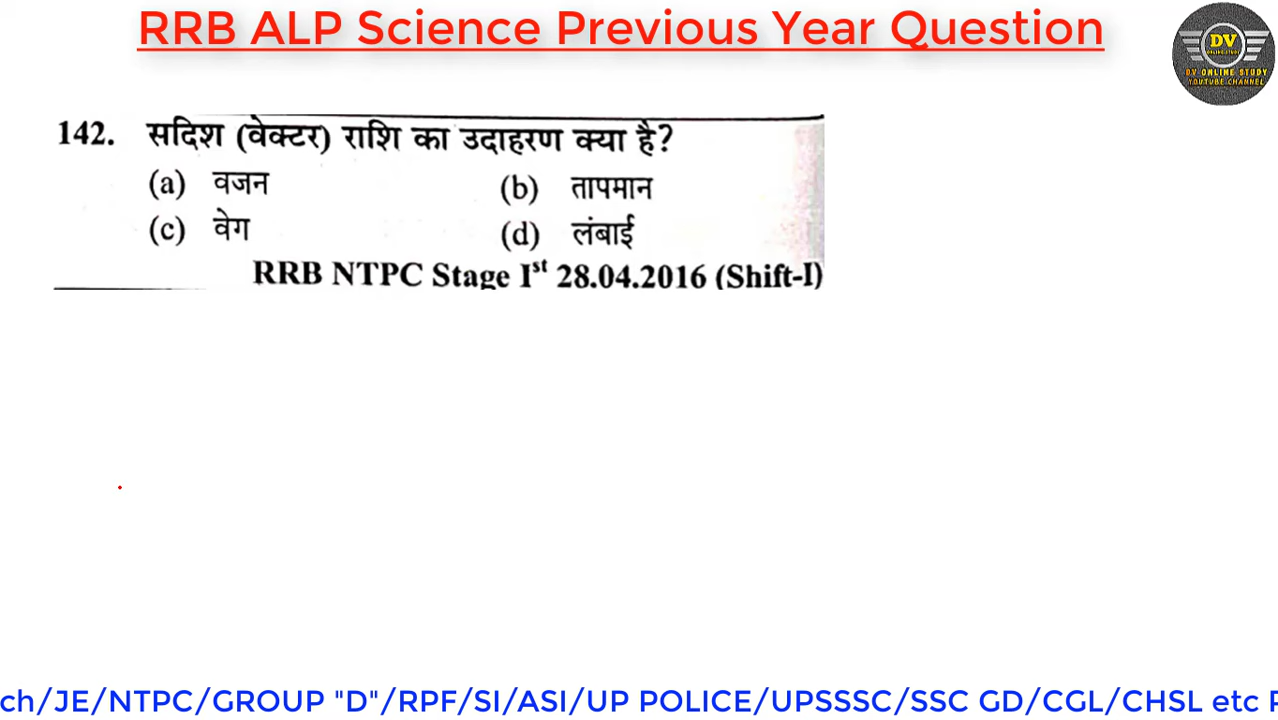 RRB ALP Science Previous Year Question
DV
ONLINE STUDY
DV ONLINE STUDY
YOUTUBE CHANNEL
142. सदिश (वेक्टर) राशि का उदाहरण क्या है?
(a) वजन (b) तापमान
(c) वेग (d) लंबाई
RRB NTPC Stage Ist 28.04.2016 (Shift-I)
ch/JE/NTPC/GROUP "D"/RPF/SI/ASI/UP POLICE/UPSSSC/SSC GD/CGL/CHSL etc P